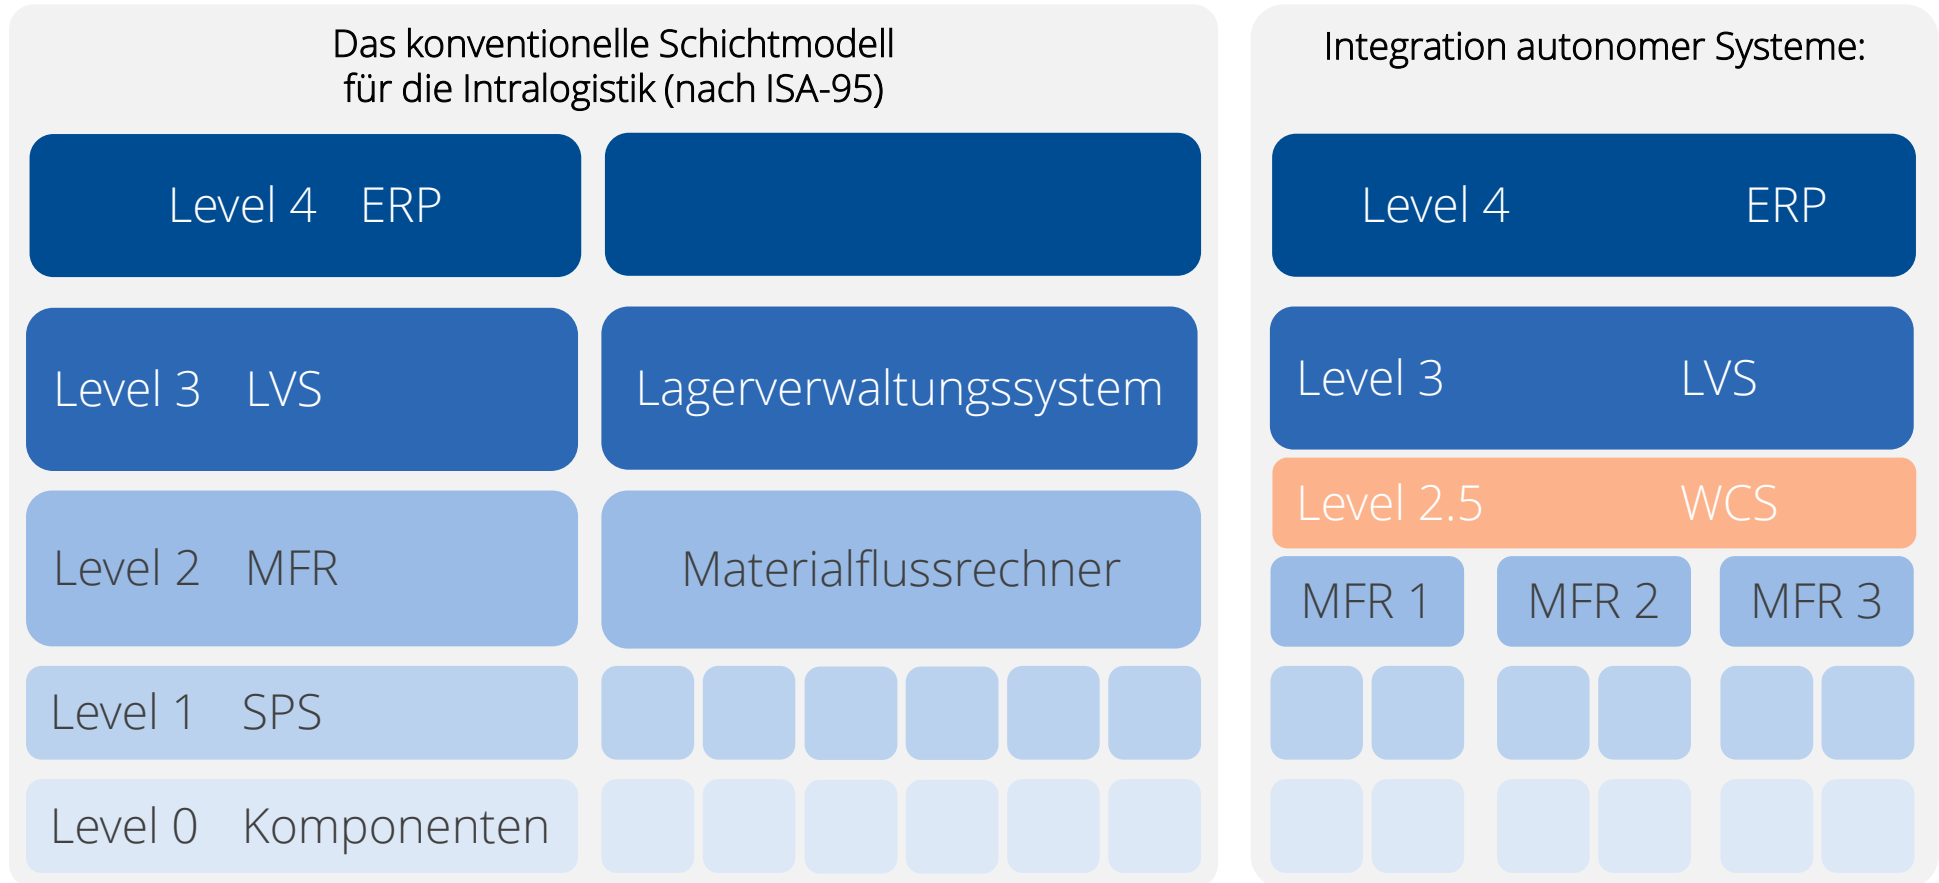 Das konventionelle Schichtmodell
für die Intralogistik (nach ISA-95)
Level 4 ERP
Level 3 LVS
Lagerverwaltungssystem
Level 2 MFR
Materialflussrechner
Level 1 SPS
Level 0 Komponenten
Integration autonomer Systeme:
Level 4 ERP
Level 3 LVS
Level 2.5 WCS
MFR 1 MFR 2 MFR 3